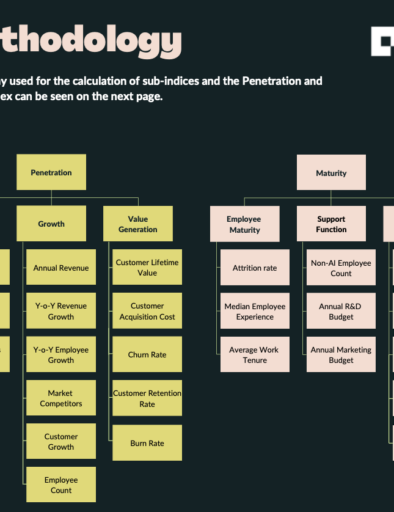 thodology
y used for the calculation of sub-indices and the Penetration and
ex can be seen on the next page.
Penetration
Maturity
Growth
Value
Generation
Employee
Maturity
Support
Function
Annual Revenue
Customer Lifetime
Value
Attrition rate
Non-AI Employee
Count
Y-o-Y Revenue
Growth
Customer
Acquisition Cost
Median Employee
Experience
Annual R&D
Budget
Y-o-Y Employee
Growth
Churn Rate
Average Work
Tenure
Annual Marketing
Budget
Market
Competitors
Customer Retention
Rate
Customer
Growth
Burn Rate
Employee
Count